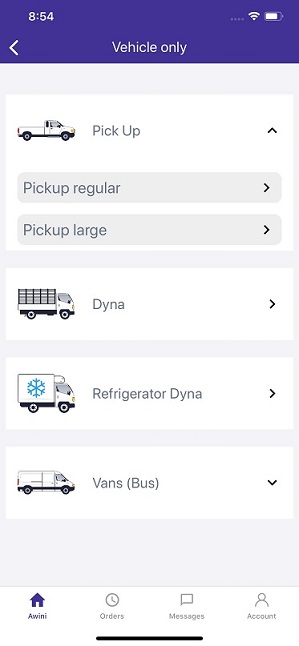 8:54
Vehicle only
Pick Up
Pickup regular
Pickup large
Dyna
Refrigerator Dyna
Vans (Bus)
Awini
Orders
Messages
Account